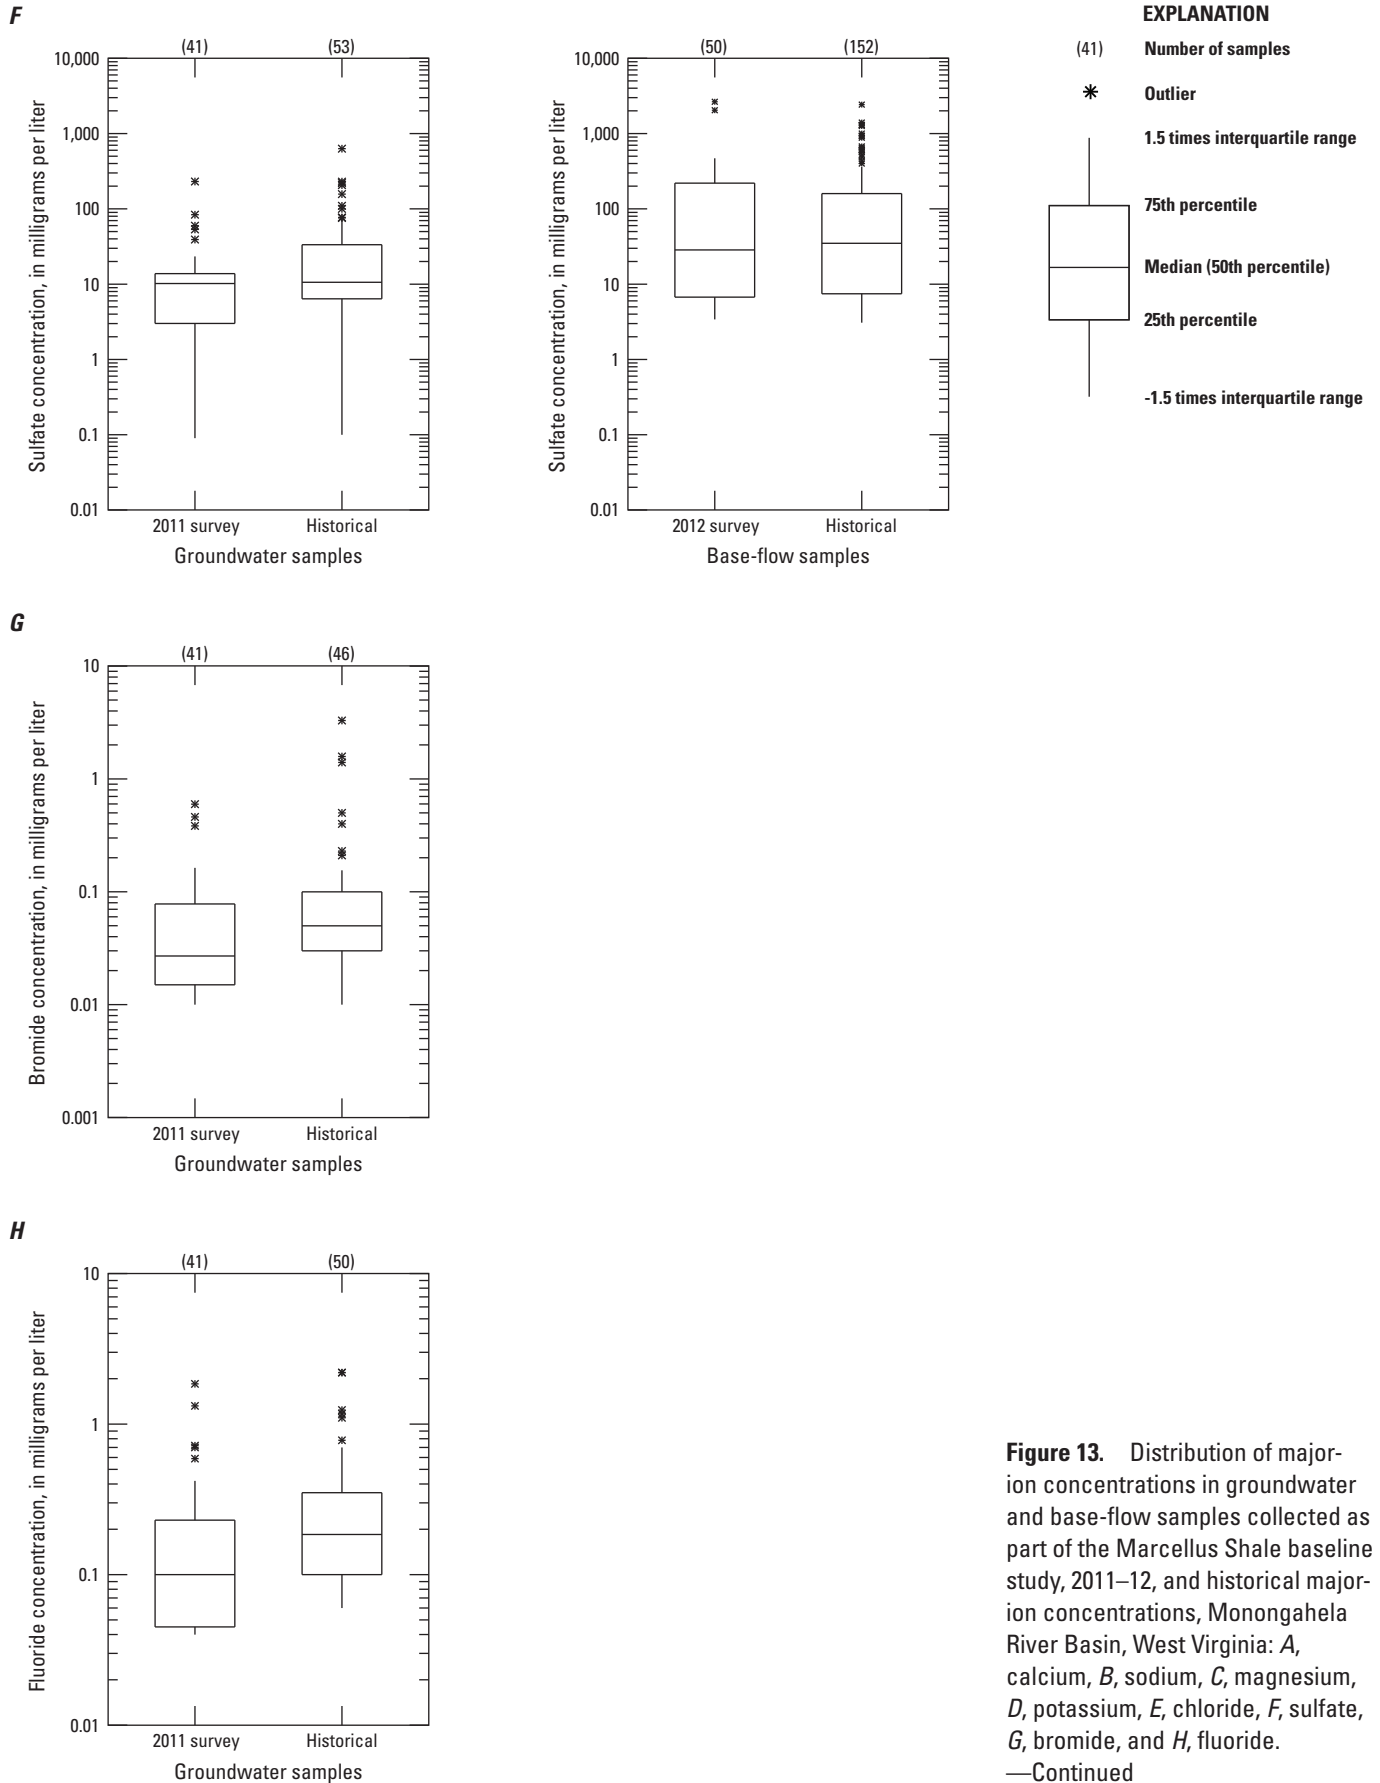 F
(41)
(53)
10,000
1,000
100
10
1
0.1
0.01
Sulfate concentration, in milligrams per liter
2011 survey
Historical
Groundwater samples
(50)
(152)
10,000
1,000
100
10
1
0.1
0.01
Sulfate concentration, in milligrams per liter
2012 survey
Historical
Base-flow samples
EXPLANATION
(41) Number of samples
Outlier
1.5 times interquartile range
75th percentile
Median (50th percentile)
25th percentile
-1.5 times interquartile range
G
(41)
(46)
10
1
0.1
0.01
0.001
Bromide concentration, in milligrams per liter
2011 survey
Historical
Groundwater samples
H
(41)
(50)
10
1
0.1
0.01
Fluoride concentration, in milligrams per liter
2011 survey
Historical
Groundwater samples
Figure 13. Distribution of major-
ion concentrations in groundwater
and base-flow samples collected as
part of the Marcellus Shale baseline
study, 2011–12, and historical major-
ion concentrations, Monongahela
River Basin, West Virginia: A,
calcium, B, sodium, C, magnesium,
D, potassium, E, chloride, F, sulfate,
G, bromide, and H, fluoride.
—Continued